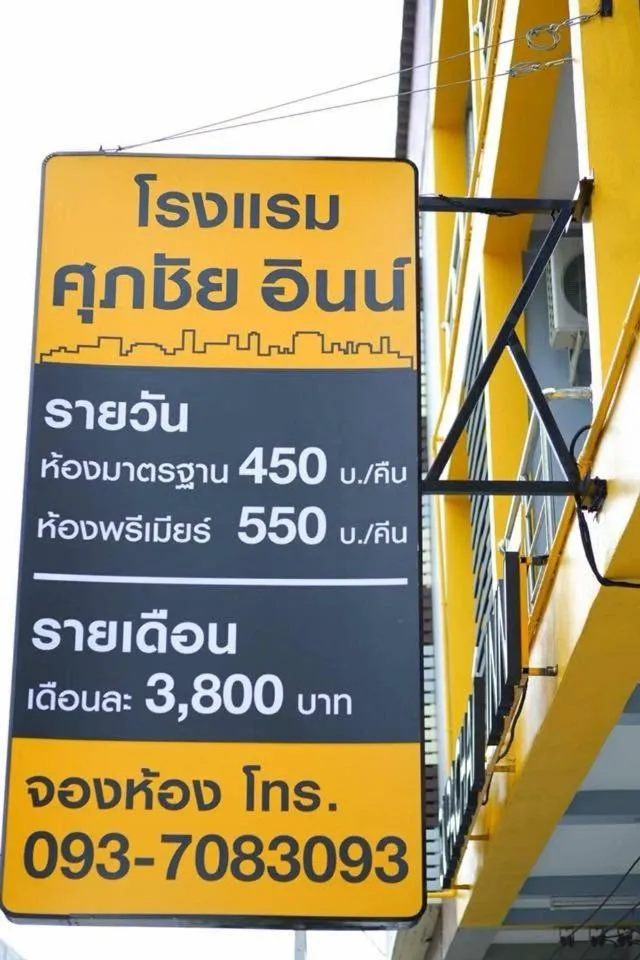 โรงแรม
ศุภชัย อินน์
รายวัน
ห้องมาตรฐาน 450 บ./คืน
ห้องพรีเมียร์ 550 บ./คืน
รายเดือน
เดือนละ 3,800 บาท
จองห้อง โทร.
093-7083093